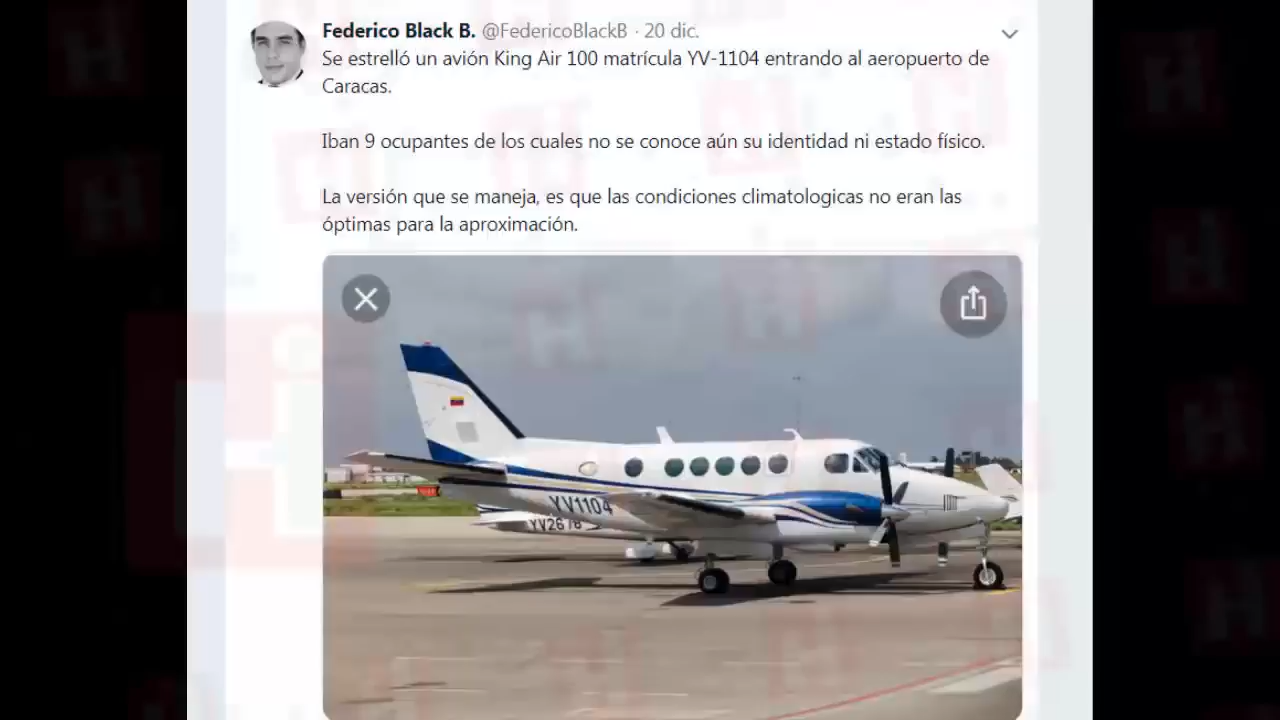 Federico Black B. @FedericoBlackB · 20 dic.
Se estrelló un avión King Air 100 matrícula YV-1104 entrando al aeropuerto de
Caracas.
Iban 9 ocupantes de los cuales no se conoce aún su identidad ni estado físico.
La versión que se maneja, es que las condiciones climatologicas no eran las
óptimas para la aproximación.
YV1104